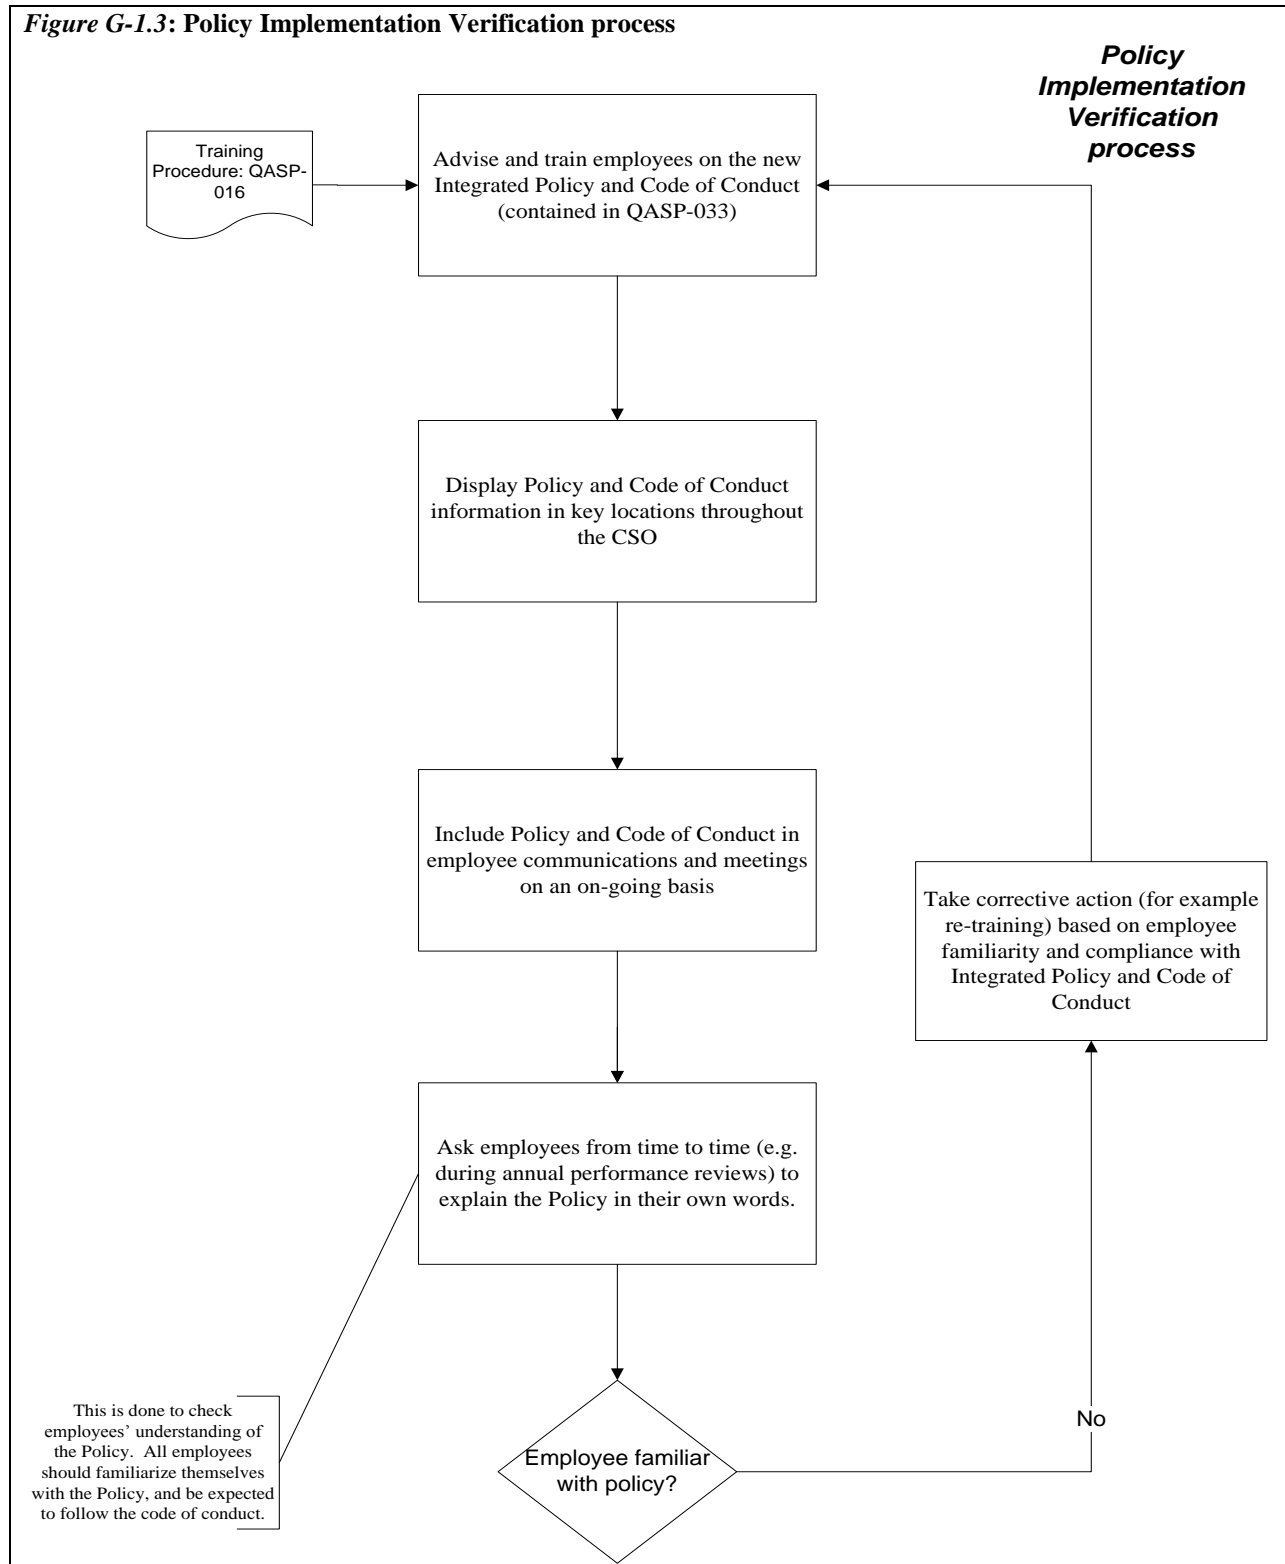 Figure G-1.3: Policy Implementation Verification process
Policy
Implementation
Verification
process
Training
Procedure: QASP-
016
Advise and train employees on the new
Integrated Policy and Code of Conduct
(contained in QASP-033)
Display Policy and Code of Conduct
information in key locations throughout
the CSO
Include Policy and Code of Conduct in
employee communications and meetings
on an on-going basis
Take corrective action (for example
re-training) based on employee
familiarity and compliance with
Integrated Policy and Code of
Conduct
Ask employees from time to time (e.g.
during annual performance reviews) to
explain the Policy in their own words.
This is done to check
employees’ understanding of
the Policy.  All employees
should familiarize themselves
with the Policy, and be expected
to follow the code of conduct.
Employee familiar
with policy?
No